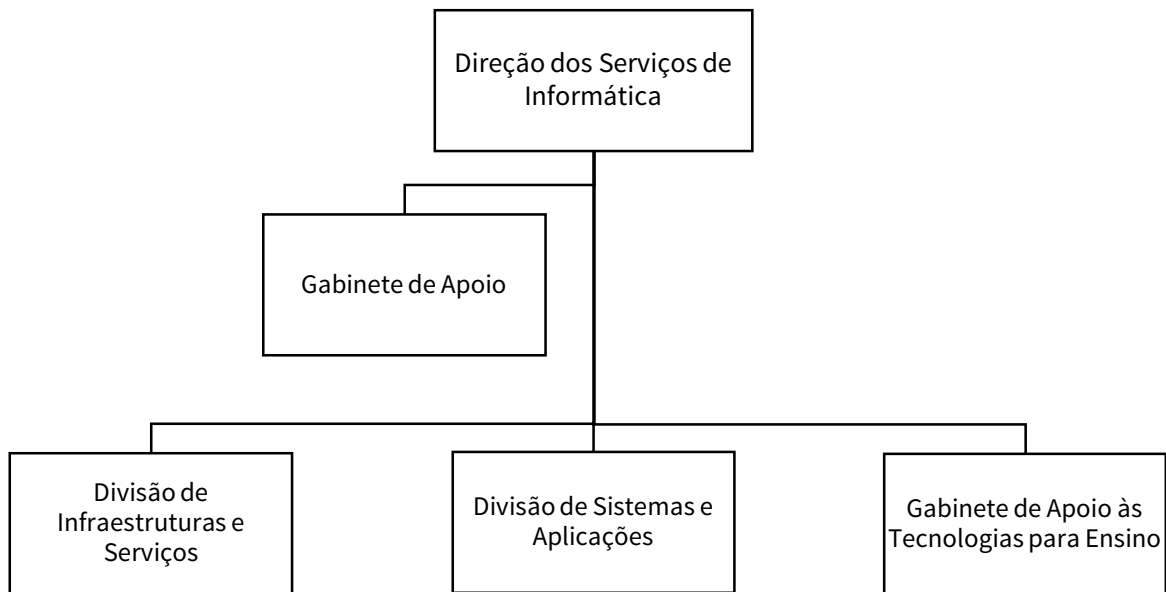 Direção dos Serviços de
Informática
Gabinete de Apoio
Divisão de
Infraestruturas e
Serviços
Divisão de Sistemas e
Aplicações
Gabinete de Apoio às
Tecnologias para Ensino